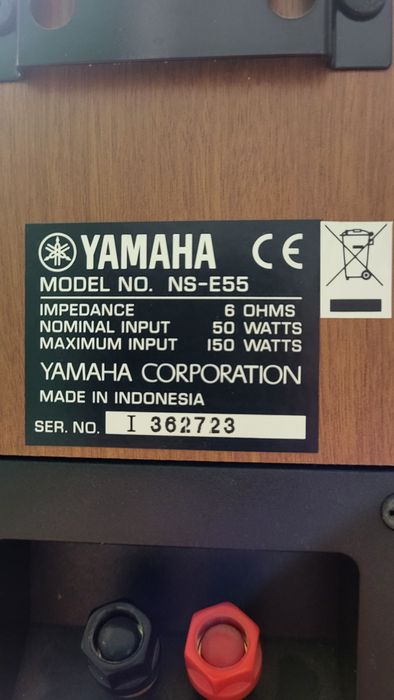 YAMAHA CE
MODEL NO. NS-E55
IMPEDANCE 6 OHMS
NOMINAL INPUT 50 WATTS
MAXIMUM INPUT 150 WATTS
YAMAHA CORPORATION
MADE IN INDONESIA
SER. NO. I 362723